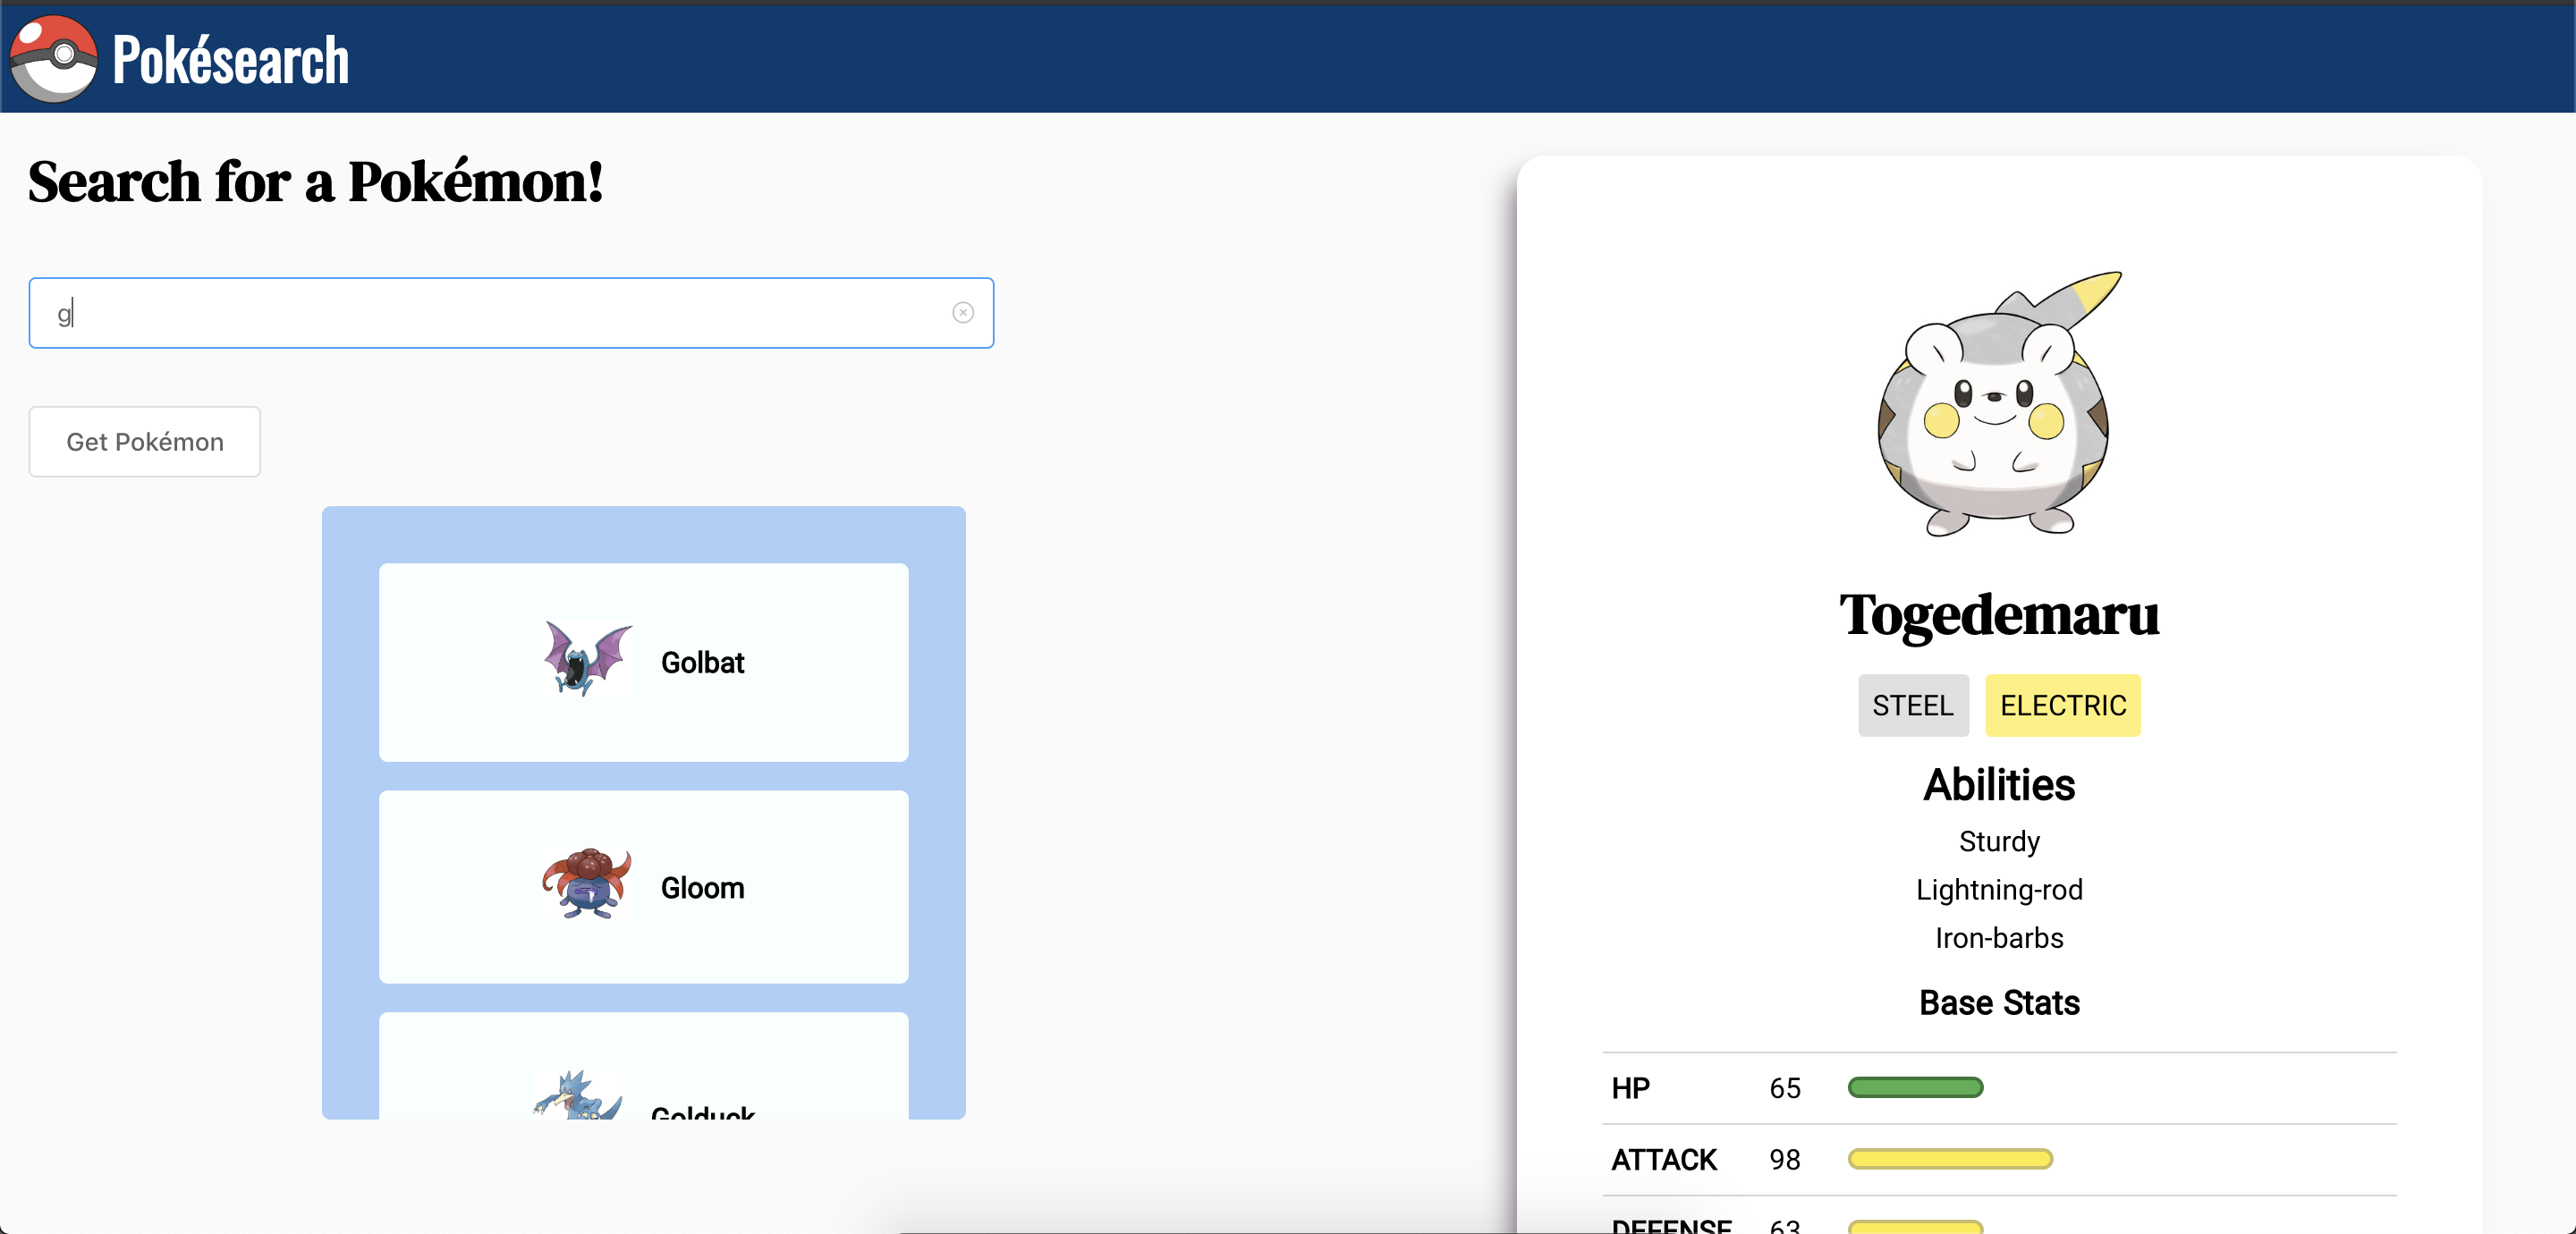 Pokésearch
Search for a Pokémon!
g
Get Pokémon
Golbat
Gloom
Golduck
Togedemaru
STEEL ELECTRIC
Abilities
Sturdy
Lightning-rod
Iron-barbs
Base Stats
HP 65
ATTACK 98
DEFENSE 63